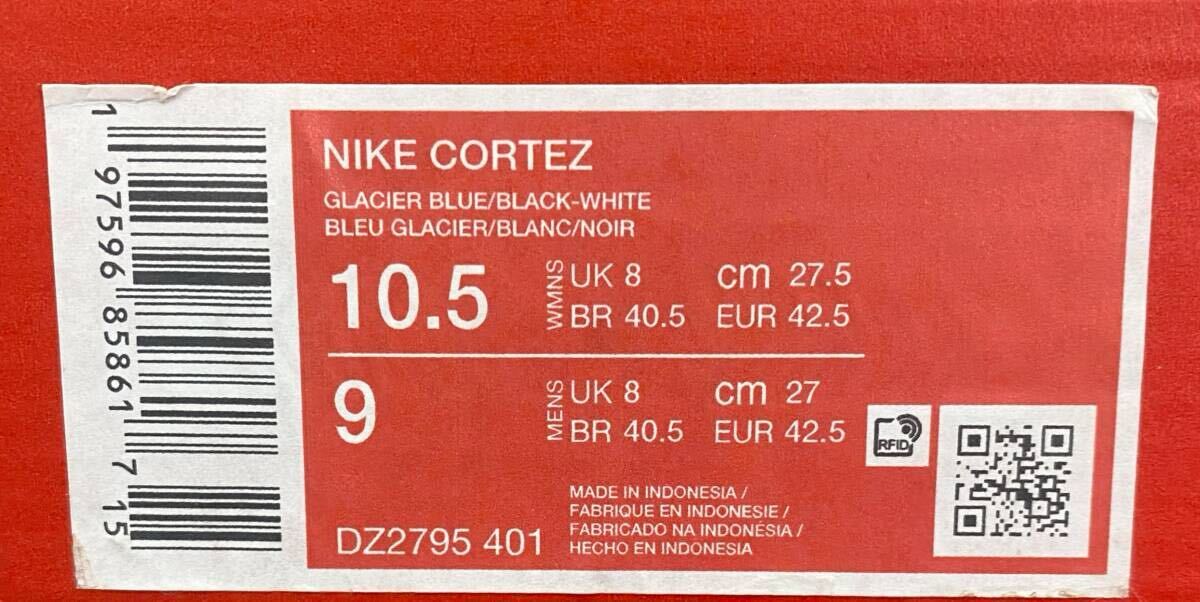 NIKE CORTEZ
GLACIER BLUE/BLACK-WHITE
BLEU GLACIER/BLANC/NOIR
10.5 WMNS UK 8 cm 27.5
BR 40.5 EUR 42.5
9 MENS UK 8 cm 27
BR 40.5 EUR 42.5
RFID
DZ2795 401
MADE IN INDONESIA /
FABRIQUE EN INDONESIE /
FABRICADO NA INDONÉSIA /
HECHO EN INDONESIA
1 97596 85861 7 15